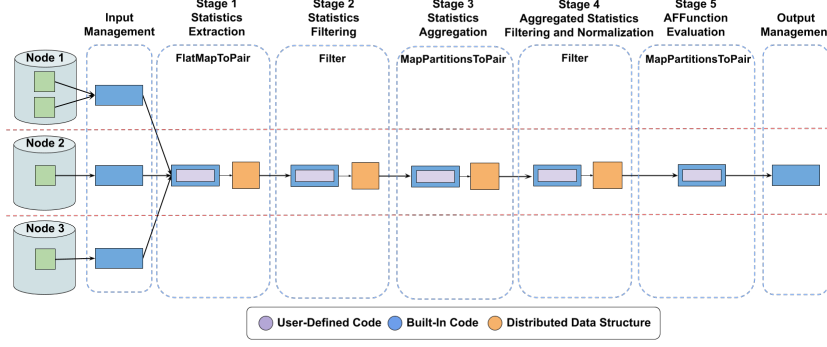 Input
Management
Stage 1
Statistics
Extraction
Stage 2
Statistics
Filtering
Stage 3
Statistics
Aggregation
Stage 4
Aggregated Statistics
Filtering and Normalization
Stage 5
AFFunction
Evaluation
Output
Management
FlatMapToPair
Filter
MapPartitionsToPair
Filter
MapPartitionsToPair
Node 1
Node 2
Node 3
User-Defined Code
Built-In Code
Distributed Data Structure